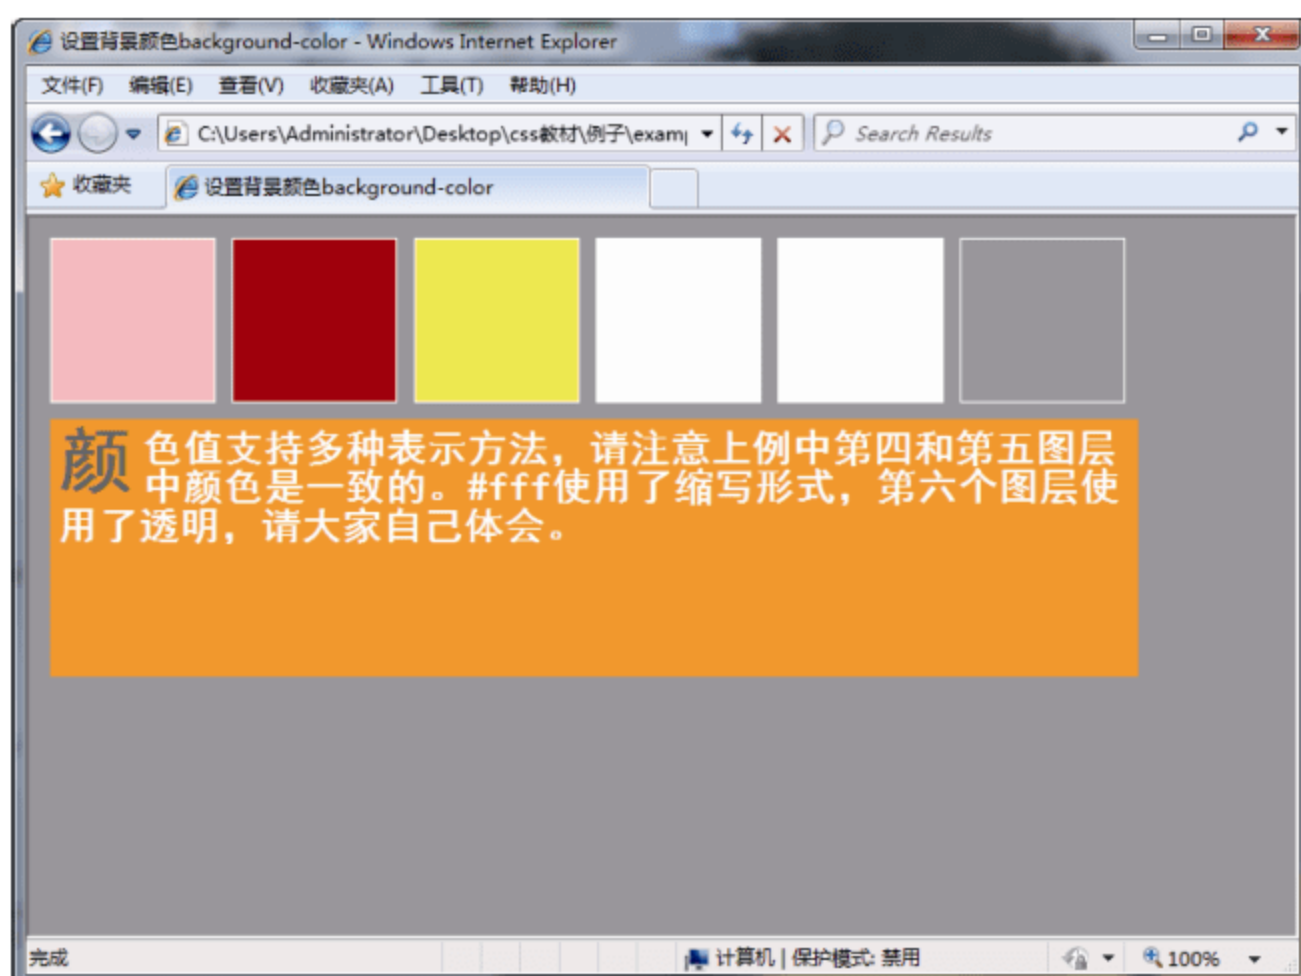 设置背景颜色background-color - Windows Internet Explorer
文件(F) 编辑(E) 查看(V) 收藏夹(A) 工具(T) 帮助(H)
C:\Users\Administrator\Desktop\css教材\例子\examp
Search Results
收藏夹
设置背景颜色background-color
颜色值支持多种表示方法，请注意上例中第四和第五图层
中颜色是一致的。#fff使用了缩写形式，第六个图层使
用了透明，请大家自己体会。
完成
计算机 | 保护模式: 禁用
100%